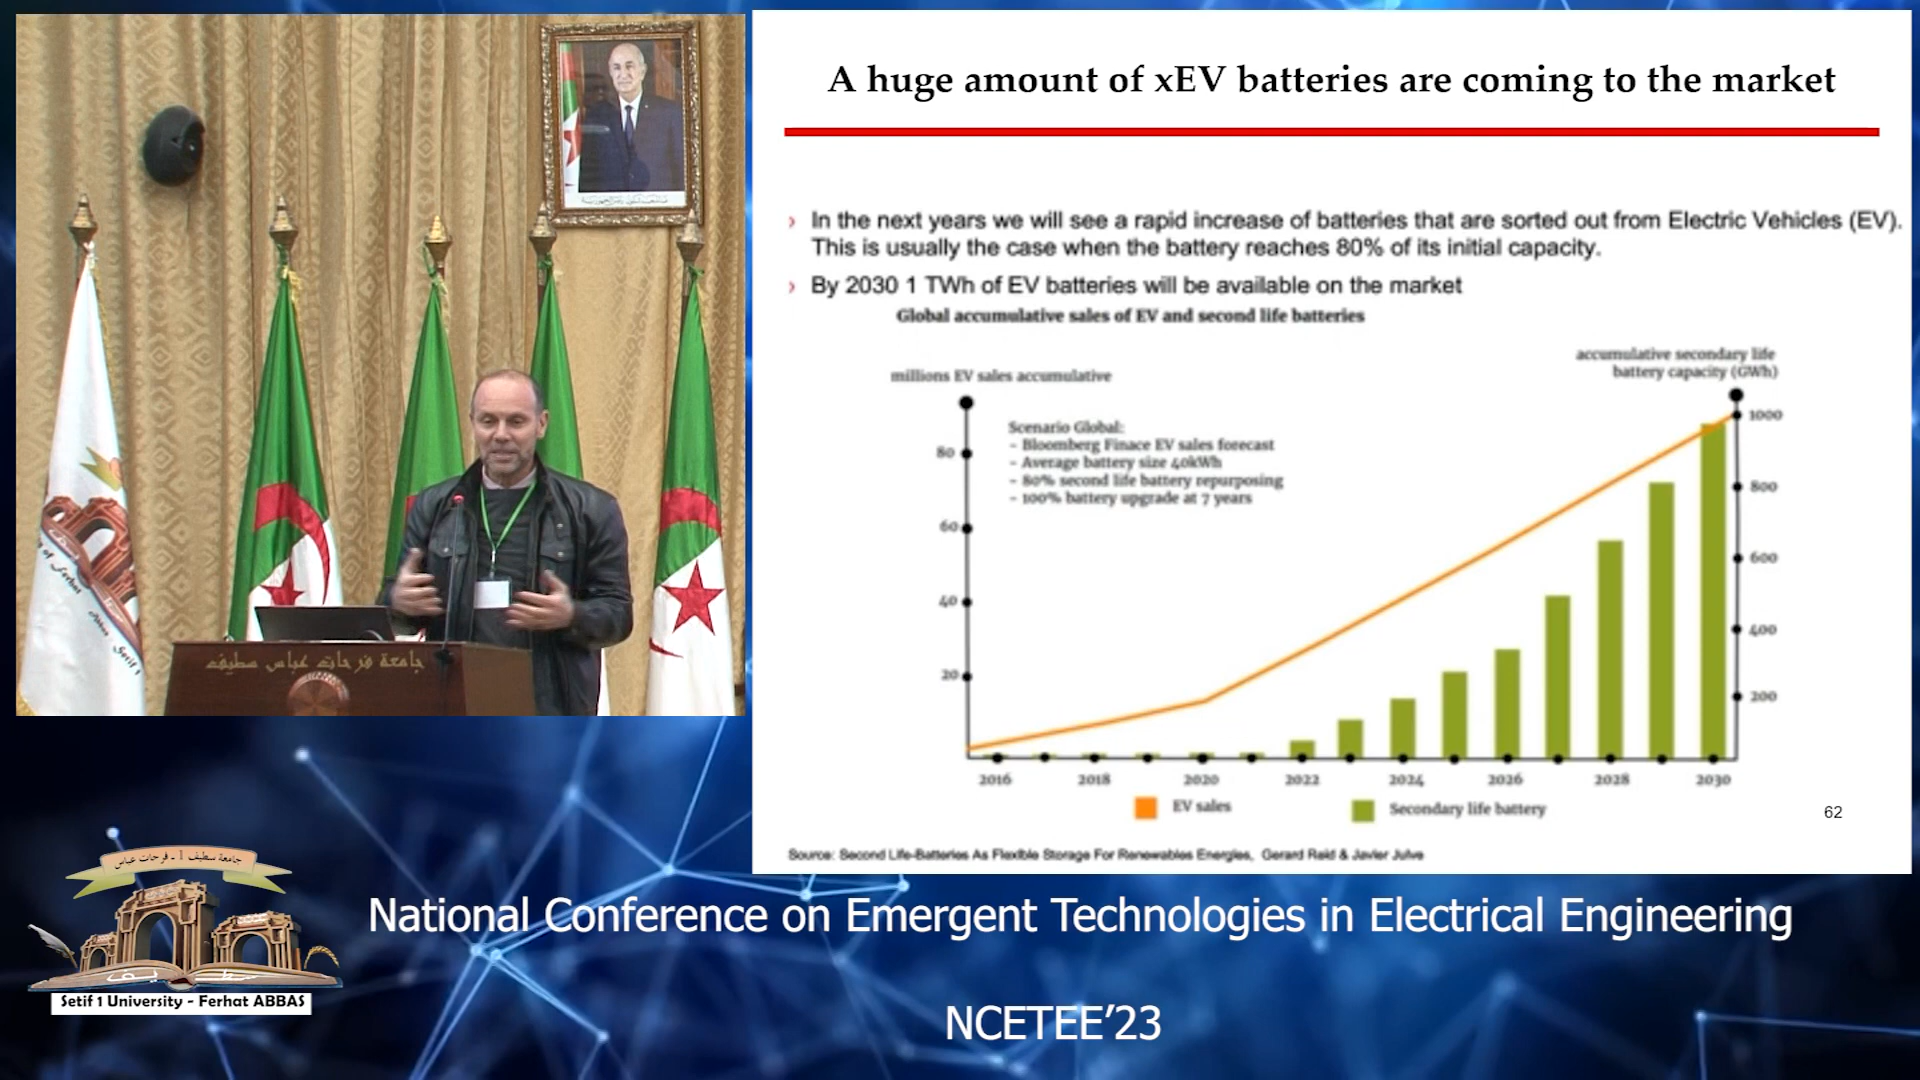 A huge amount of xEV batteries are coming to the market
› In the next years we will see a rapid increase of batteries that are sorted out from Electric Vehicles (EV).
This is usually the case when the battery reaches 80% of its initial capacity.
› By 2030 1 TWh of EV batteries will be available on the market
Global accumulative sales of EV and second life batteries
millions EV sales accumulative
accumulative secondary life
battery capacity (GWh)
Scenario Global:
- Bloomberg Finace EV sales forecast
- Average battery size 40kWh
- 80% second life battery repurposing
- 100% battery upgrade at 7 years
80
60
40
20
1000
800
600
400
200
2016 2018 2020 2022 2024 2026 2028 2030
EV sales
Secondary life battery
62
Source: Second Life-Batteries As Flexible Storage For Renewables Energies, Gerard Reid & Javier Julve
جامعة فرحات عباس سطيف
جامعة سطيف 1 - فرحات عباس
سطيف
Setif 1 University - Ferhat ABBAS
National Conference on Emergent Technologies in Electrical Engineering
NCETEE’23